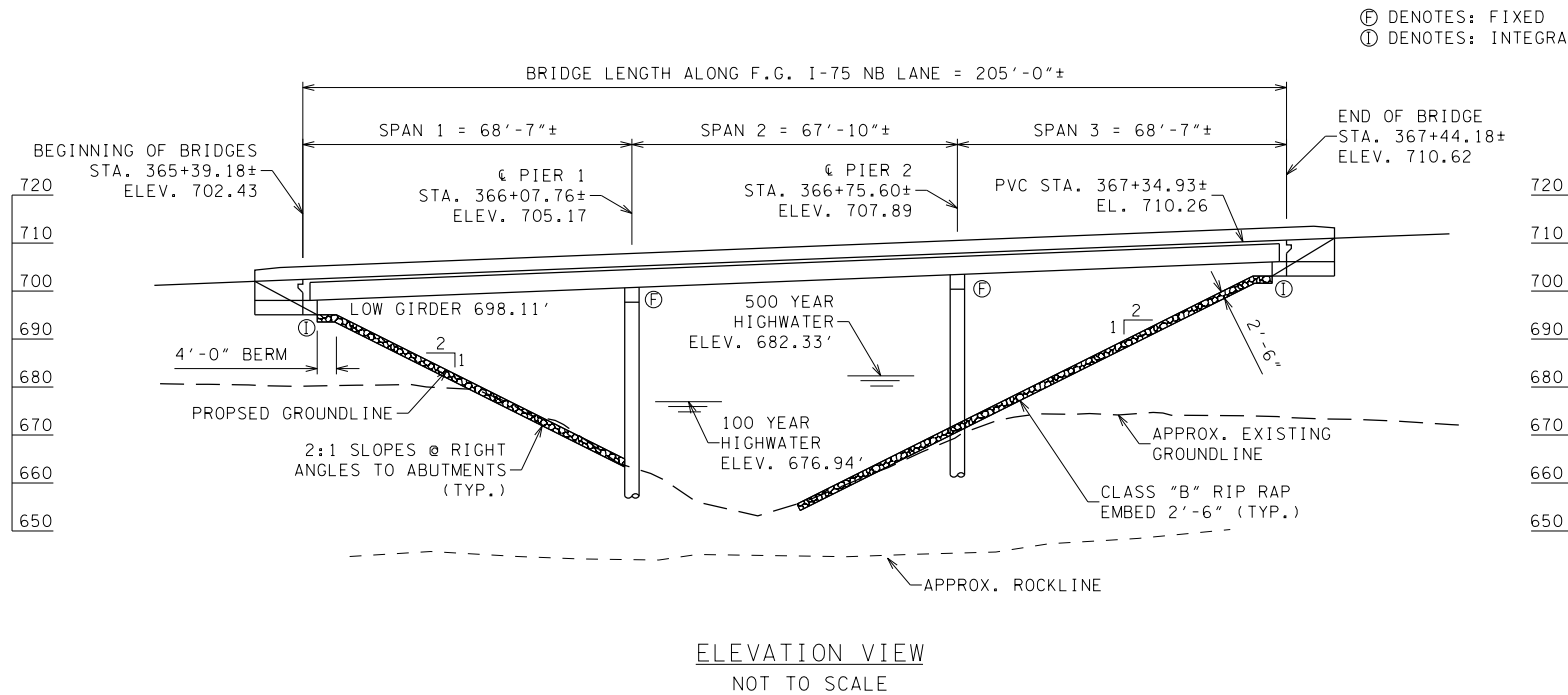 Ⓕ DENOTES: FIXED
Ⓘ DENOTES: INTEGRA
BRIDGE LENGTH ALONG F.G. I-75 NB LANE = 205'-0"±
SPAN 1 = 68'-7"±
SPAN 2 = 67'-10"±
SPAN 3 = 68'-7"±
BEGINNING OF BRIDGES
STA. 365+39.18±
ELEV. 702.43
℄ PIER 1
STA. 366+07.76±
ELEV. 705.17
℄ PIER 2
STA. 366+75.60±
ELEV. 707.89
PVC STA. 367+34.93±
EL. 710.26
END OF BRIDGE
STA. 367+44.18±
ELEV. 710.62
720
710
700
690
680
670
660
650
720
710
700
690
680
670
660
650
LOW GIRDER 698.11'
Ⓘ
Ⓕ
Ⓕ
Ⓘ
4'-0" BERM
2
1
PROPSED GROUNDLINE
2:1 SLOPES @ RIGHT
ANGLES TO ABUTMENTS
(TYP.)
500 YEAR
HIGHWATER
ELEV. 682.33'
100 YEAR
HIGHWATER
ELEV. 676.94'
2
1
2'-6"
APPROX. EXISTING
GROUNDLINE
CLASS "B" RIP RAP
EMBED 2'-6" (TYP.)
APPROX. ROCKLINE
ELEVATION VIEW
NOT TO SCALE